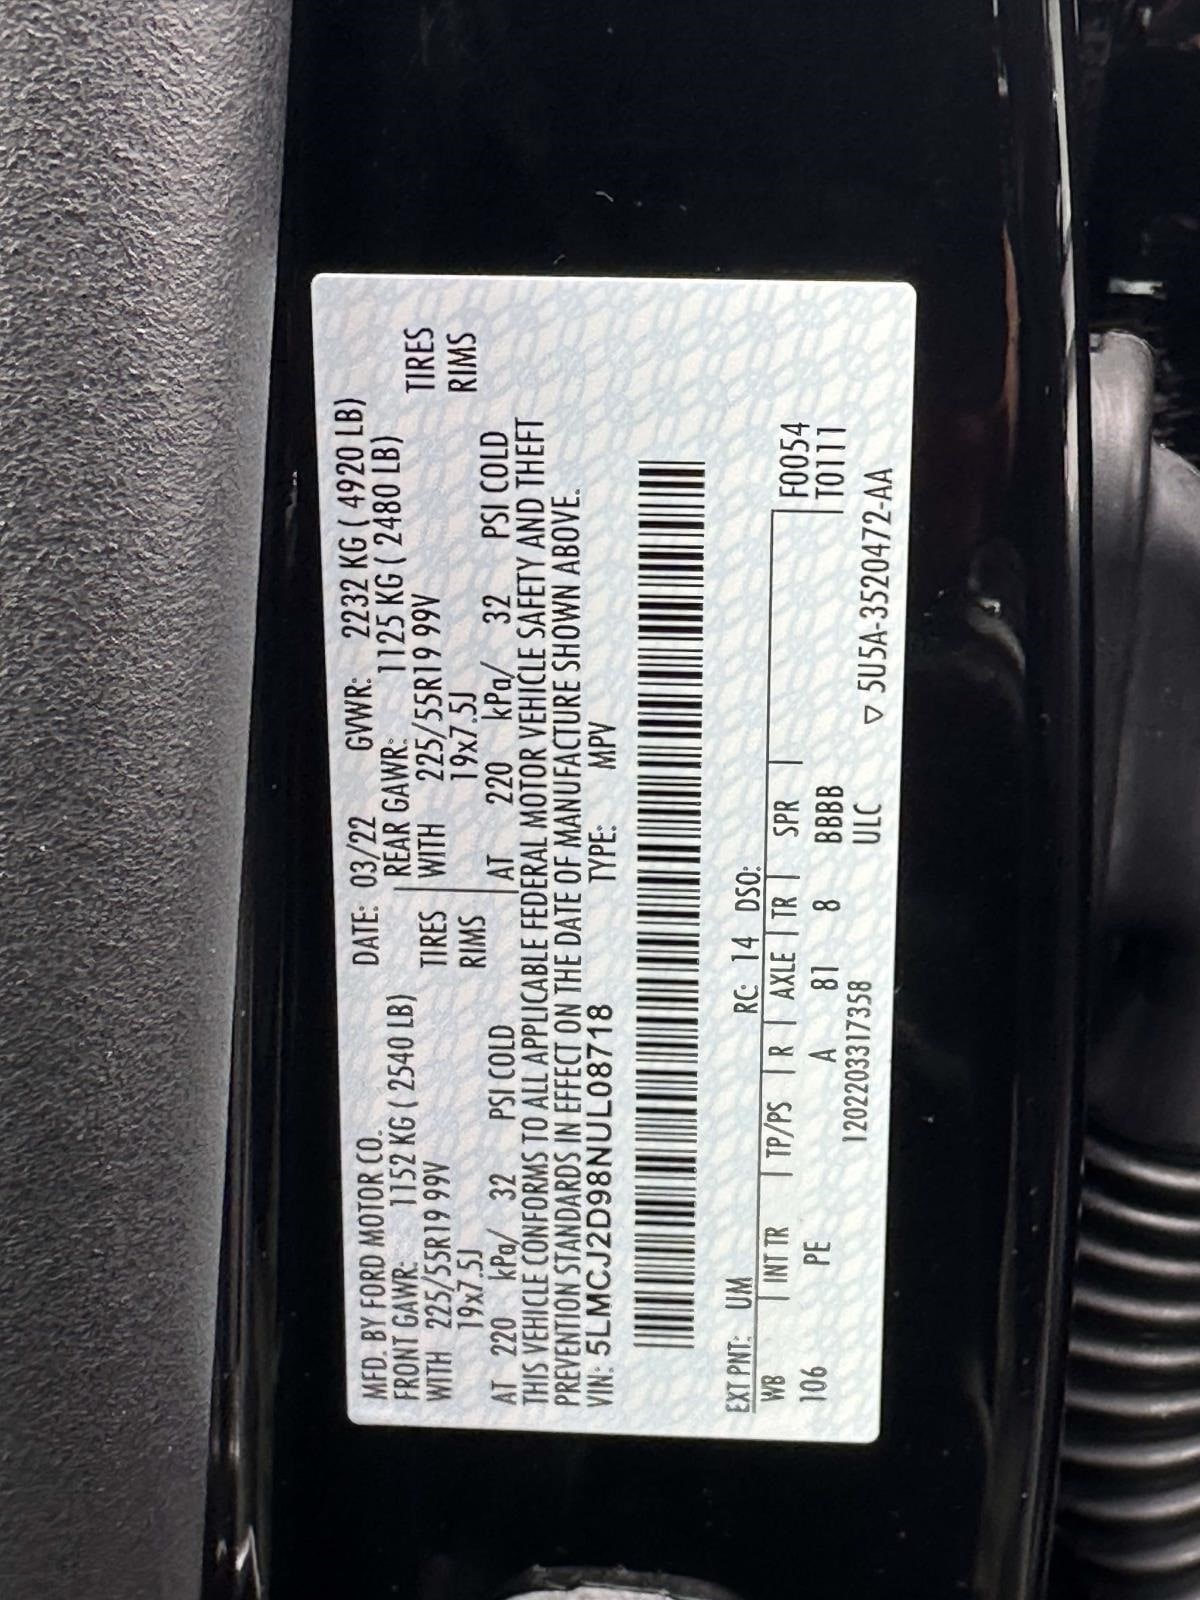 MFD. BY FORD MOTOR CO. DATE: 03/22 GVWR: 2232 KG ( 4920 LB)
FRONT GAWR: 1152 KG ( 2540 LB) REAR GAWR: 1125 KG ( 2480 LB)
WITH 225/55R19 99V TIRES WITH 225/55R19 99V TIRES
19x7.5J RIMS 19x7.5J RIMS
AT 220 kPa/ 32 PSI COLD AT 220 kPa/ 32 PSI COLD
THIS VEHICLE CONFORMS TO ALL APPLICABLE FEDERAL MOTOR VEHICLE SAFETY AND THEFT
PREVENTION STANDARDS IN EFFECT ON THE DATE OF MANUFACTURE SHOWN ABOVE.
VIN: 5LMCJ2D98NUL08718 TYPE: MPV
EXT PNT: UM RC: 14 DSO:
WB INT TR TP/PS R AXLE TR SPR F0054
106 PE A 81 8 BBBB T0111
12022033173​58 ULC ▽ 5U5A-3520472-AA